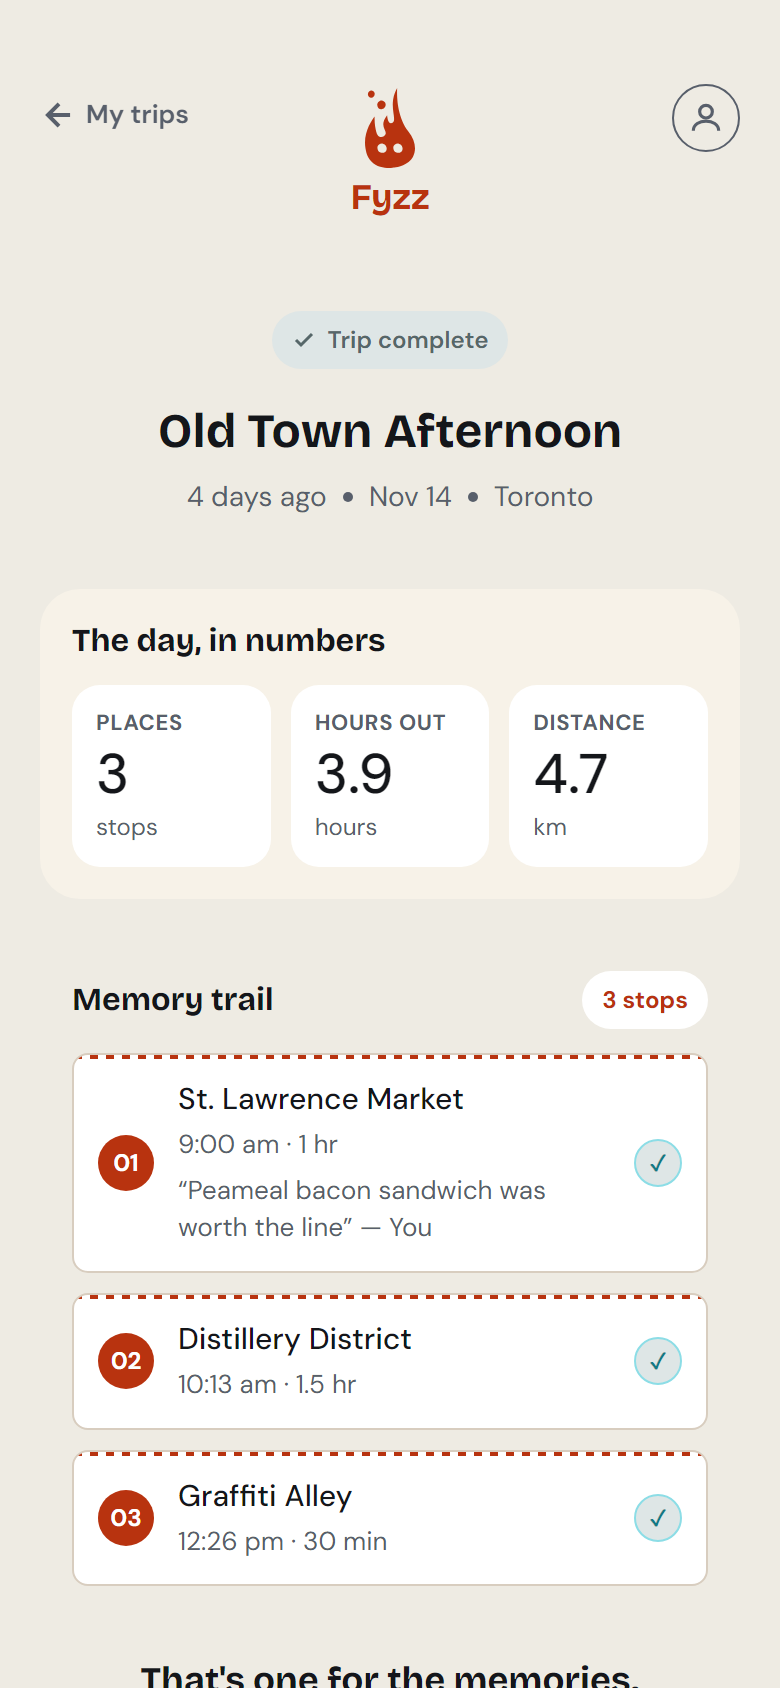 My trips
Fyzz
Trip complete
Old Town Afternoon
4 days ago • Nov 14 • Toronto
The day, in numbers
PLACES
3
stops
HOURS OUT
3.9
hours
DISTANCE
4.7
km
Memory trail
3 stops
01
St. Lawrence Market
9:00 am · 1 hr
“Peameal bacon sandwich was
worth the line” — You
02
Distillery District
10:13 am · 1.5 hr
03
Graffiti Alley
12:26 pm · 30 min
That's one for the memories.